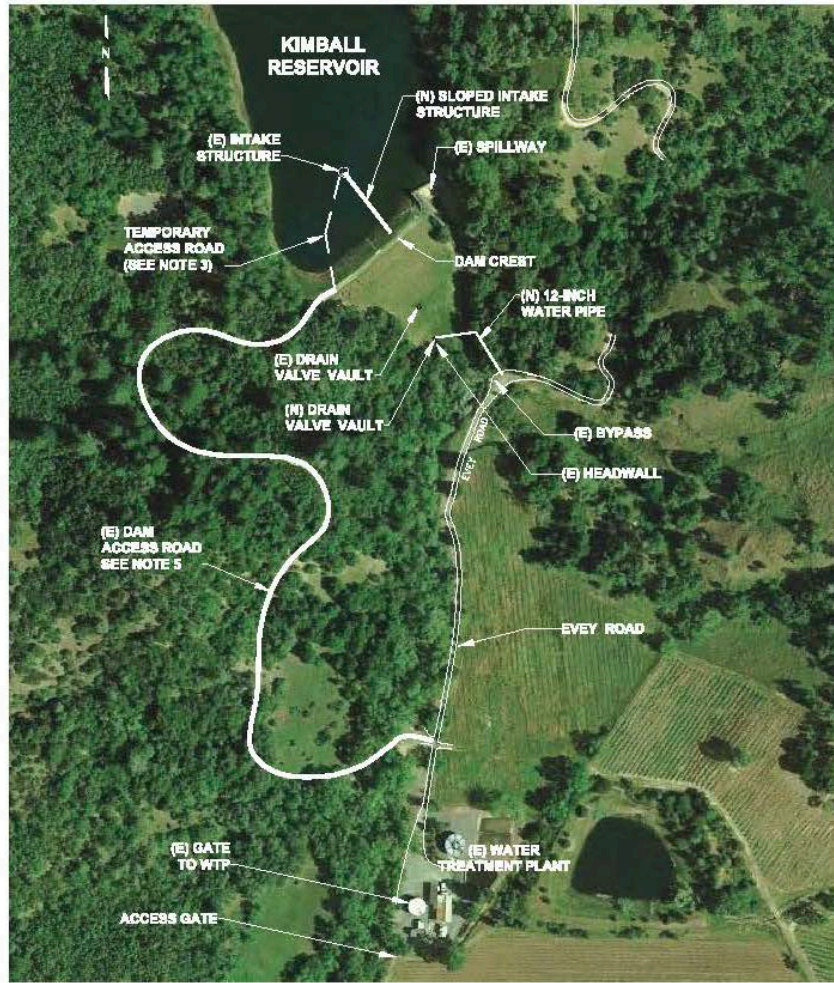 N
KIMBALL
RESERVOIR
(N) SLOPED INTAKE
STRUCTURE
(E) INTAKE
STRUCTURE
(E) SPILLWAY
TEMPORARY
ACCESS ROAD
(SEE NOTE 3)
DAM CREST
(N) 12-INCH
WATER PIPE
(E) DRAIN
VALVE VAULT
(N) DRAIN
VALVE VAULT
(E) BYPASS
EVEY ROAD
(E) HEADWALL
(E) DAM
ACCESS ROAD
SEE NOTE 5
EVEY ROAD
(E) GATE
TO WTP
(E) WATER
TREATMENT PLANT
ACCESS GATE